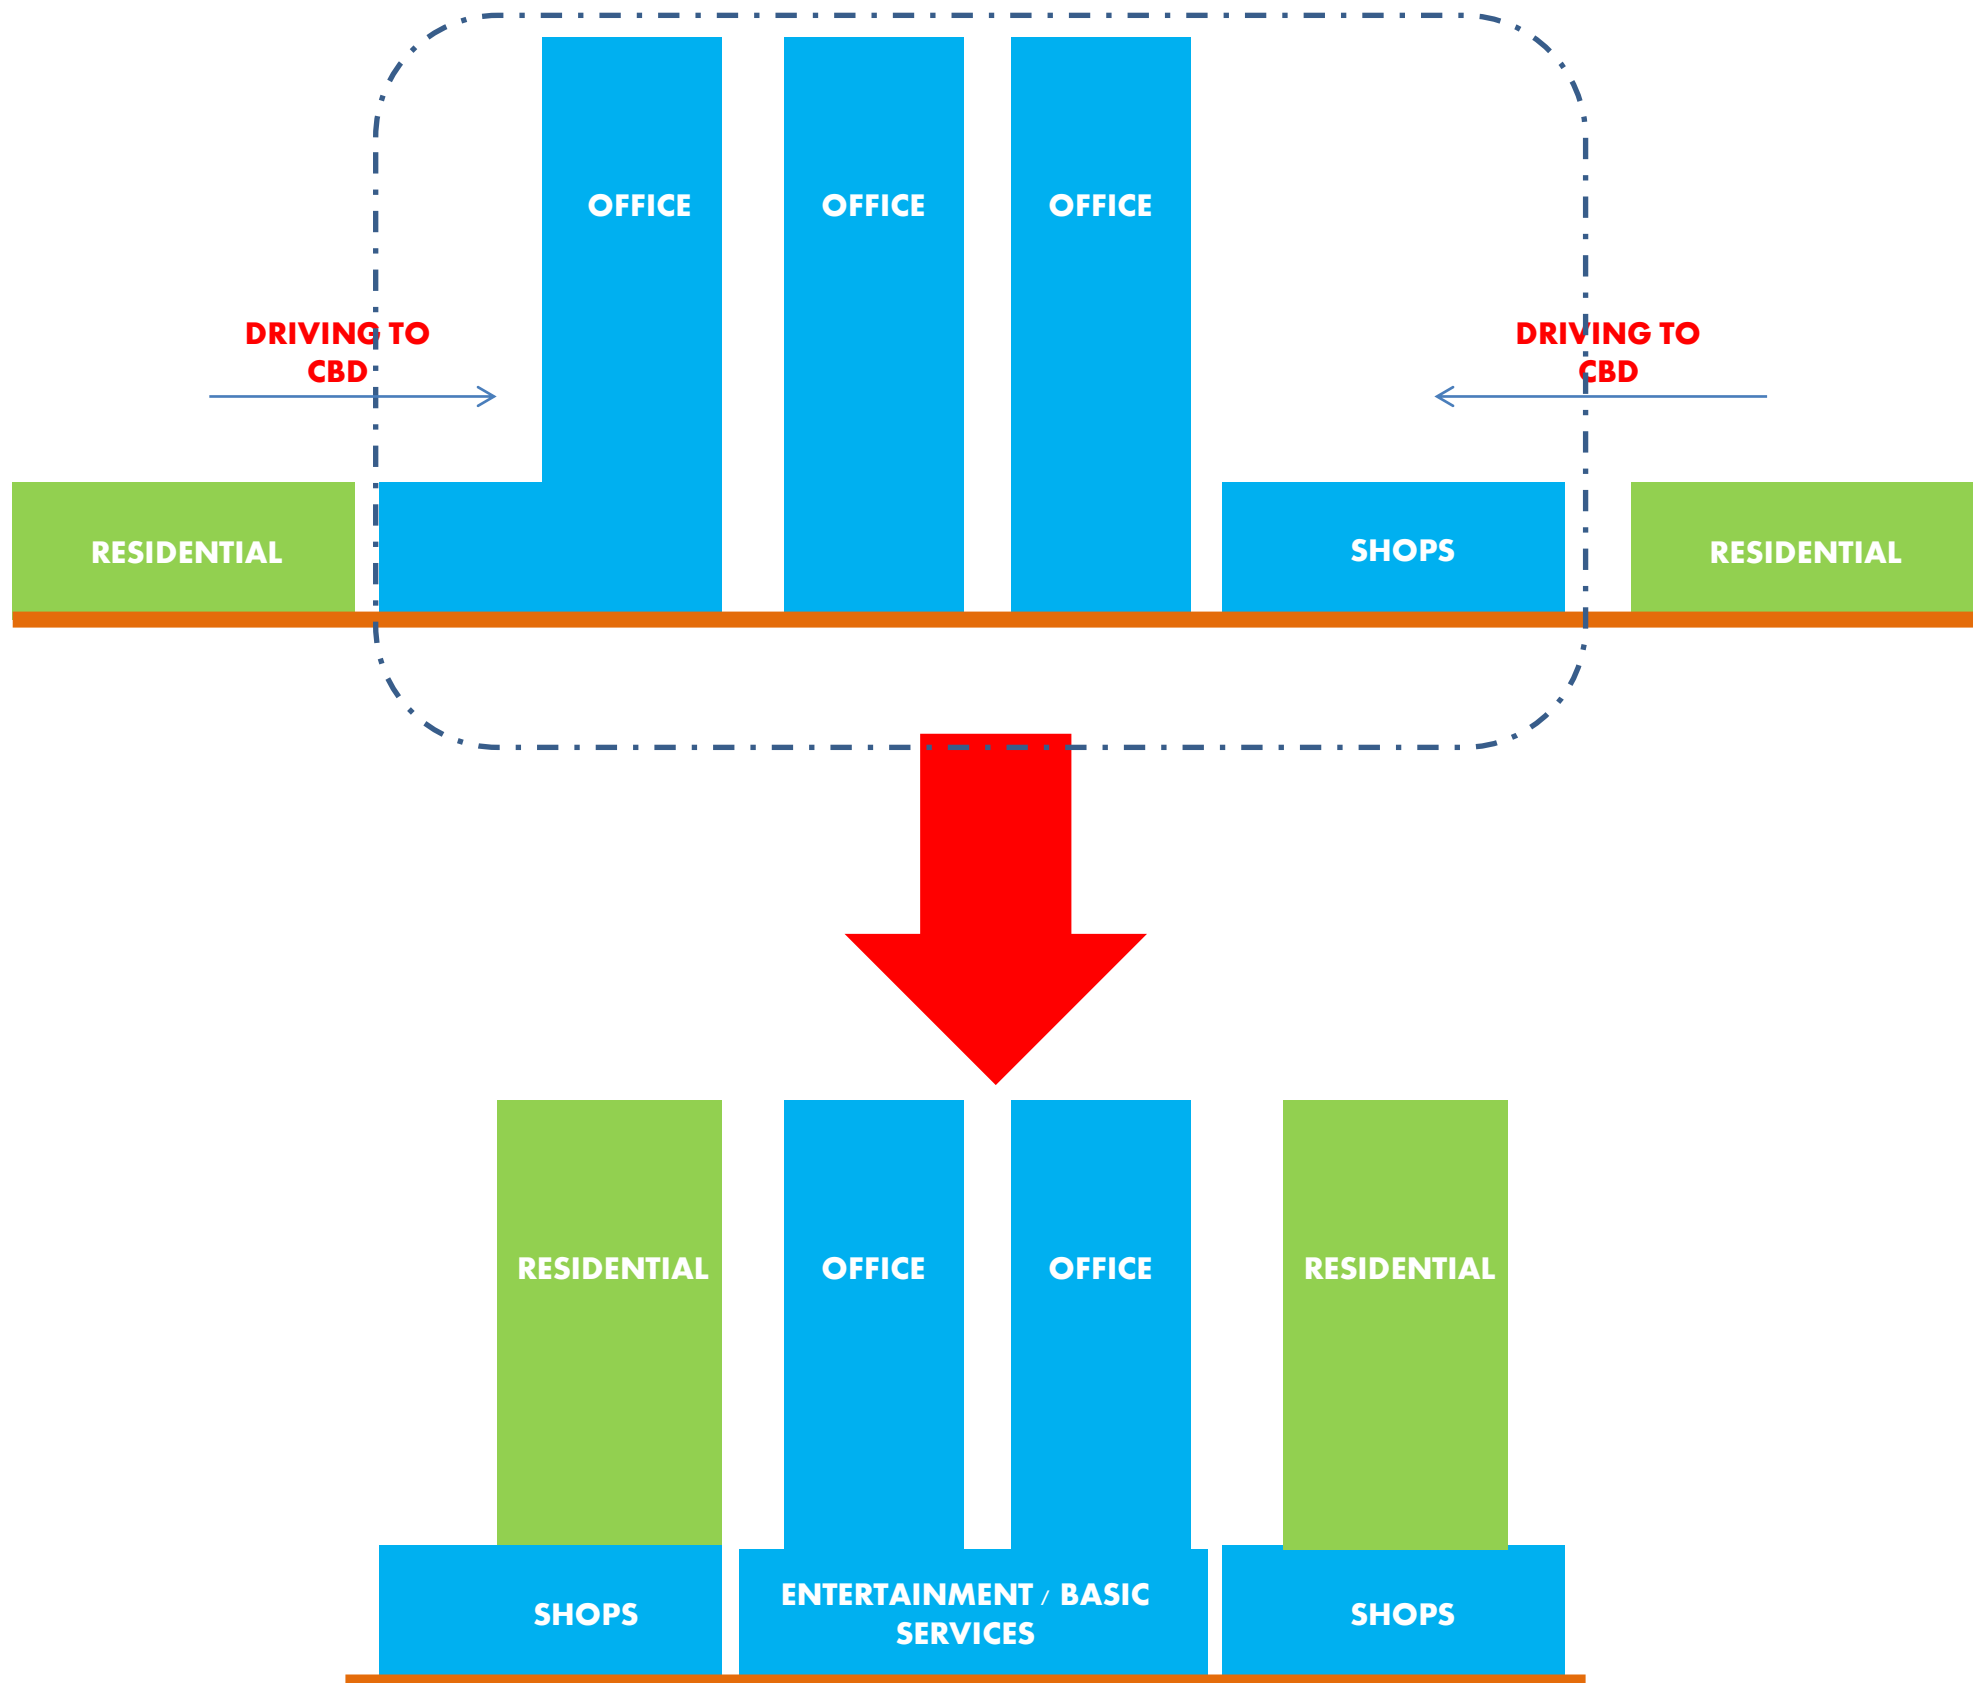 OFFICE OFFICE OFFICE
DRIVING TO
CBD
DRIVING TO
CBD
RESIDENTIAL
SHOPS
RESIDENTIAL
RESIDENTIAL
OFFICE
OFFICE
RESIDENTIAL
SHOPS
ENTERTAINMENT / BASIC
SERVICES
SHOPS